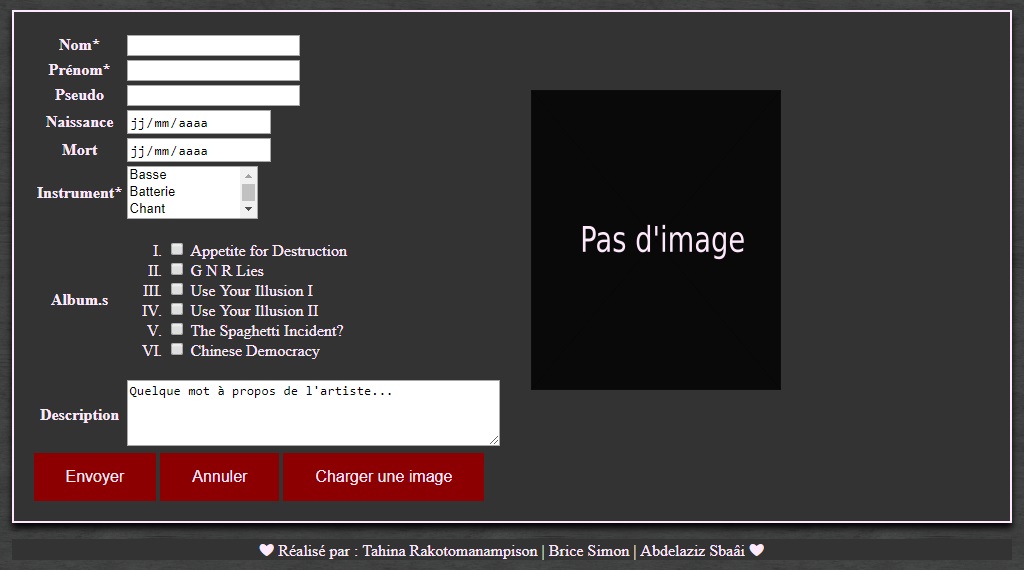 Nom*
Prénom*
Pseudo
Naissance jj/mm/aaaa
Mort jj/mm/aaaa
Instrument* Basse
Batterie
Chant
Album.s
I. Appetite for Destruction
II. G N R Lies
III. Use Your Illusion I
IV. Use Your Illusion II
V. The Spaghetti Incident?
VI. Chinese Democracy
Description Quelque mot à propos de l'artiste...
Envoyer Annuler Charger une image
Pas d'image
♥ Réalisé par : Tahina Rakotomanampison | Brice Simon | Abdelaziz Sbaâi ♥